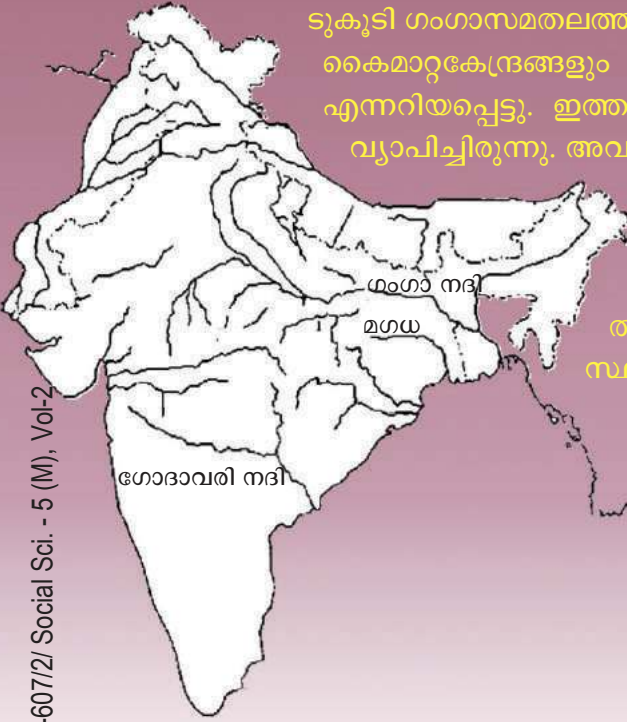 ടുകൂടി ഗംഗാസമതലത്ത
കൈമാറ്റകേന്ദ്രങ്ങളും
എന്നറിയപ്പെട്ടു. ഇത്ത
വ്യാപിച്ചിരുന്നു. അവ
ഗംഗാ നദി
മഗധ
ത
സ്ഥ
ഗോദാവരി നദി
-607/2/ Social Sci. - 5 (M), Vol-2